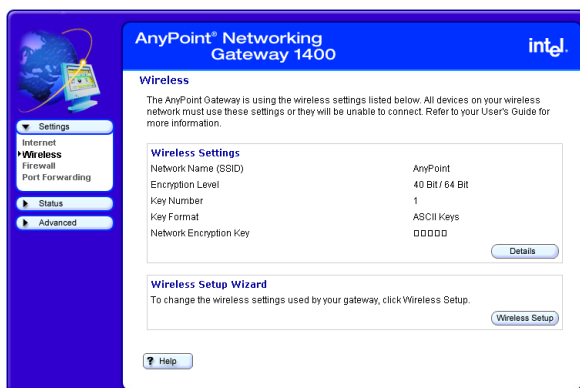 AnyPoint® Networking
Gateway 1400
intel.
Wireless
The AnyPoint Gateway is using the wireless settings listed below. All devices on your wireless
network must use these settings or they will be unable to connect. Refer to your User's Guide for
more information.
Settings
Internet
Wireless
Firewall
Port Forwarding
Status
Advanced
Wireless Settings
Network Name (SSID) AnyPoint
Encryption Level 40 Bit / 64 Bit
Key Number 1
Key Format ASCII Keys
Network Encryption Key □□□□□
Details
Wireless Setup Wizard
To change the wireless settings used by your gateway, click Wireless Setup.
Wireless Setup
? Help